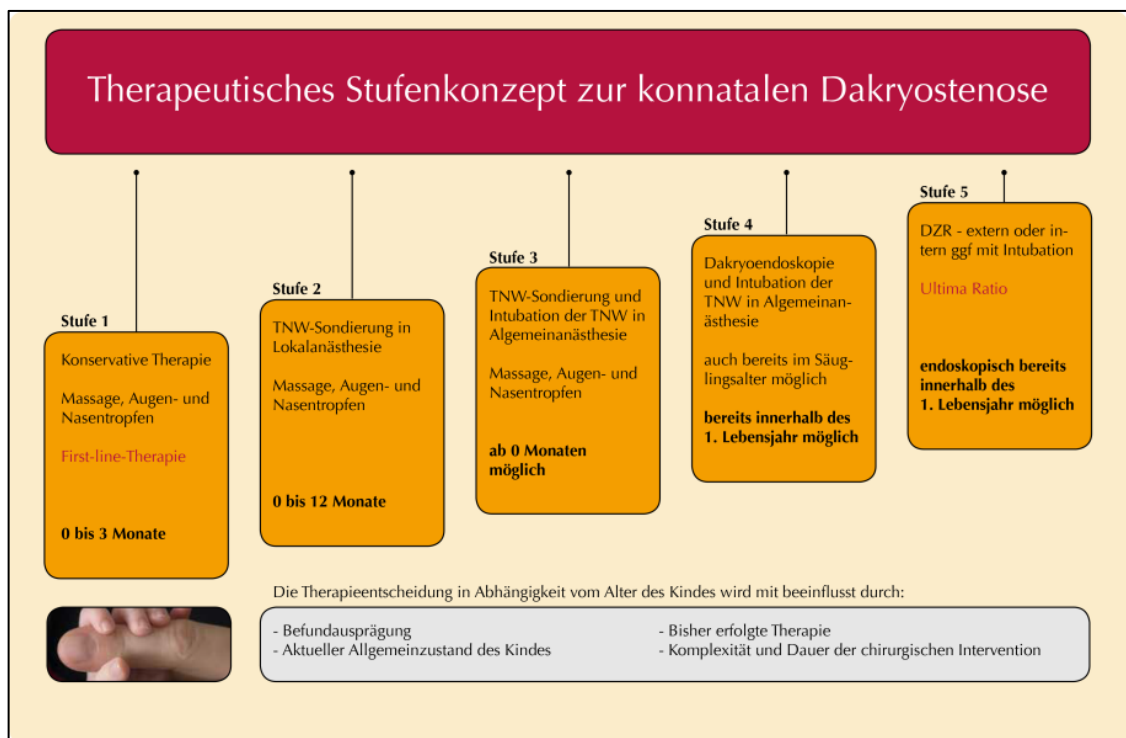 Therapeutisches Stufenkonzept zur konnatalen Dakryostenose
Stufe 1
Konservative Therapie
Massage, Augen- und
Nasentropfen
First-line-Therapie
0 bis 3 Monate
Stufe 2
TNW-Sondierung in
Lokalanästhesie
Massage, Augen- und
Nasentropfen
0 bis 12 Monate
Stufe 3
TNW-Sondierung und
Intubation der TNW in
Algemeinanästhesie
Massage, Augen- und
Nasentropfen
ab 0 Monaten
möglich
Stufe 4
Dakryoendoskopie
und Intubation der
TNW in Algemeinan-
ästhesie
auch bereits im Säug-
lingsalter möglich
bereits innerhalb des
1. Lebensjahr möglich
Stufe 5
DZR - extern oder in-
tern ggf mit Intubation
Ultima Ratio
endoskopisch bereits
innerhalb des
1. Lebensjahr möglich
Die Therapieentscheidung in Abhängigkeit vom Alter des Kindes wird mit beeinflusst durch:
- Befundausprägung
- Aktueller Allgemeinzustand des Kindes
- Bisher erfolgte Therapie
- Komplexität und Dauer der chirurgischen Intervention